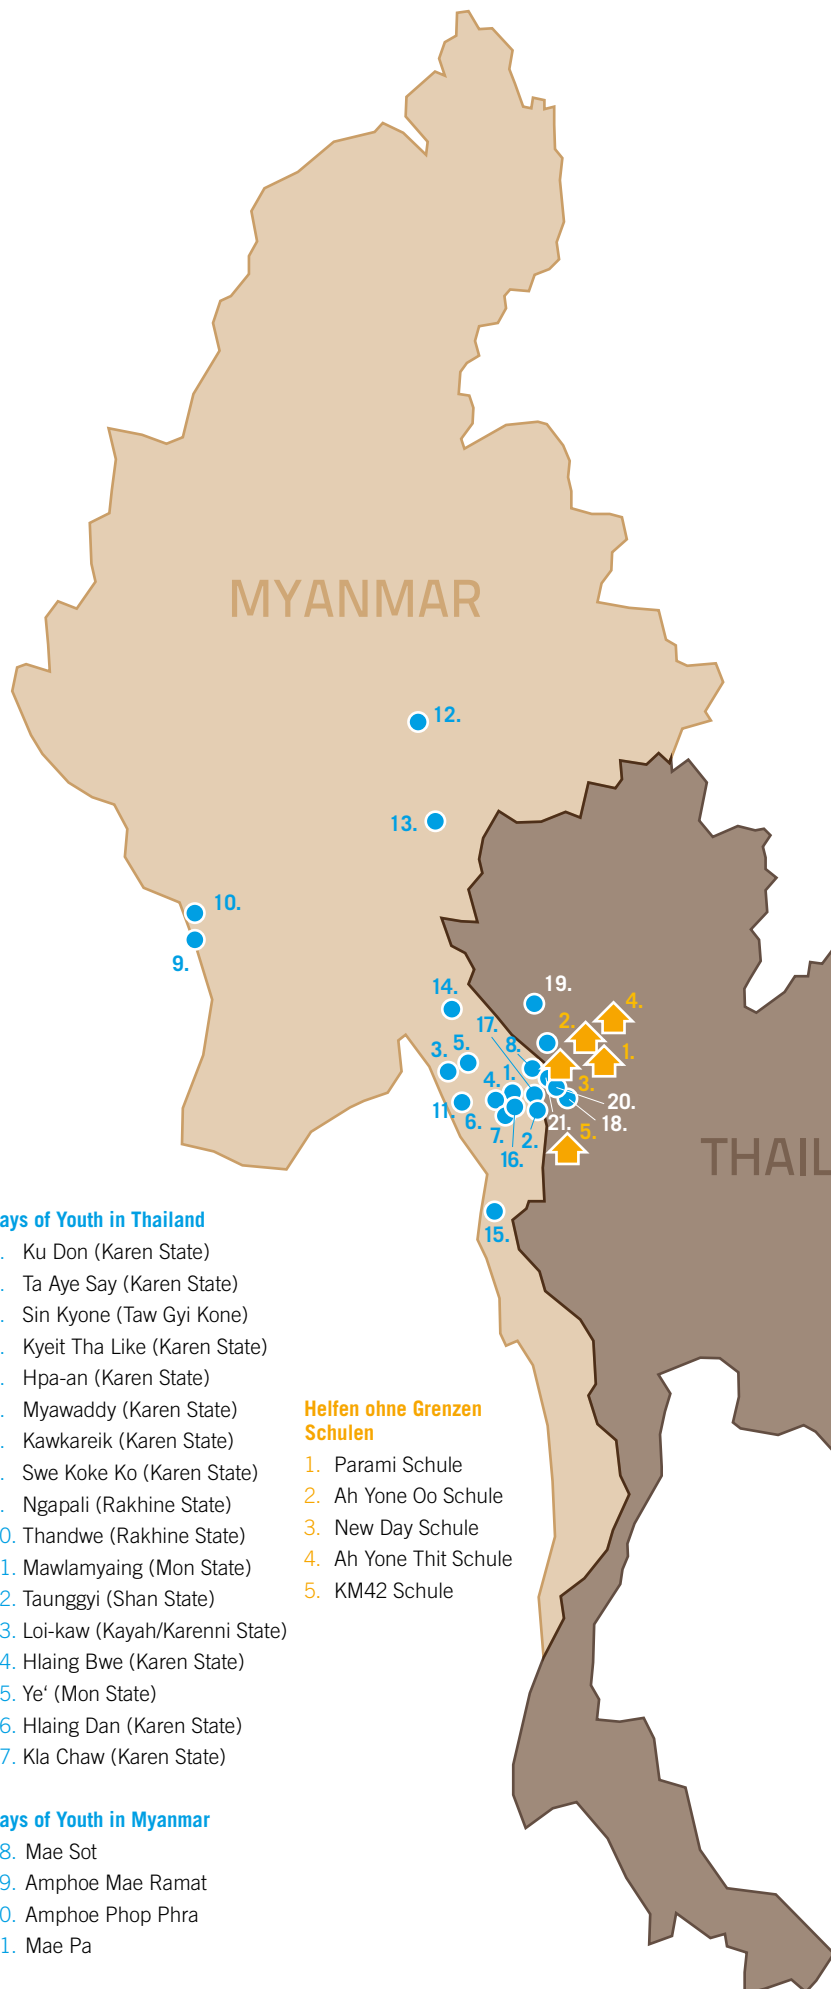 MYANMAR
12.
13.
10.
9.
19.
14.
4.
17.
2.
8.
1.
3.
5.
4.
1.
3.
20.
11.
6.
7.
2.
21.
5.
18.
16.
THAIL
15.
ays of Youth in Thailand
. Ku Don (Karen State)
. Ta Aye Say (Karen State)
. Sin Kyone (Taw Gyi Kone)
. Kyeit Tha Like (Karen State)
. Hpa-an (Karen State)
. Myawaddy (Karen State)
. Kawkareik (Karen State)
. Swe Koke Ko (Karen State)
. Ngapali (Rakhine State)
0. Thandwe (Rakhine State)
1. Mawlamyaing (Mon State)
2. Taunggyi (Shan State)
3. Loi-kaw (Kayah/Karenni State)
4. Hlaing Bwe (Karen State)
5. Ye‘ (Mon State)
6. Hlaing Dan (Karen State)
7. Kla Chaw (Karen State)
Helfen ohne Grenzen
Schulen
1. Parami Schule
2. Ah Yone Oo Schule
3. New Day Schule
4. Ah Yone Thit Schule
5. KM42 Schule
ays of Youth in Myanmar
8. Mae Sot
9. Amphoe Mae Ramat
0. Amphoe Phop Phra
1. Mae Pa